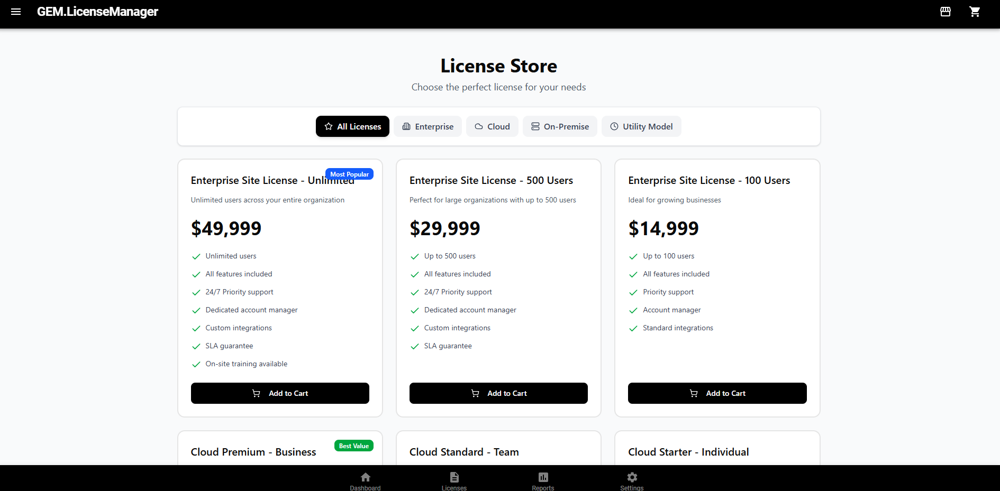 GEM.LicenseManager
License Store
Choose the perfect license for your needs
All Licenses
Enterprise
Cloud
On-Premise
Utility Model
Most Popular
Enterprise Site License - Unlimited
Unlimited users across your entire organization
$49,999
Unlimited users
All features included
24/7 Priority support
Dedicated account manager
Custom integrations
SLA guarantee
On-site training available
Add to Cart
Enterprise Site License - 500 Users
Perfect for large organizations with up to 500 users
$29,999
Up to 500 users
All features included
24/7 Priority support
Dedicated account manager
Custom integrations
SLA guarantee
Add to Cart
Enterprise Site License - 100 Users
Ideal for growing businesses
$14,999
Up to 100 users
All features included
Priority support
Account manager
Standard integrations
Add to Cart
Best Value
Cloud Premium - Business
Cloud Standard - Team
Cloud Starter - Individual
Dashboard
Licenses
Reports
Settings